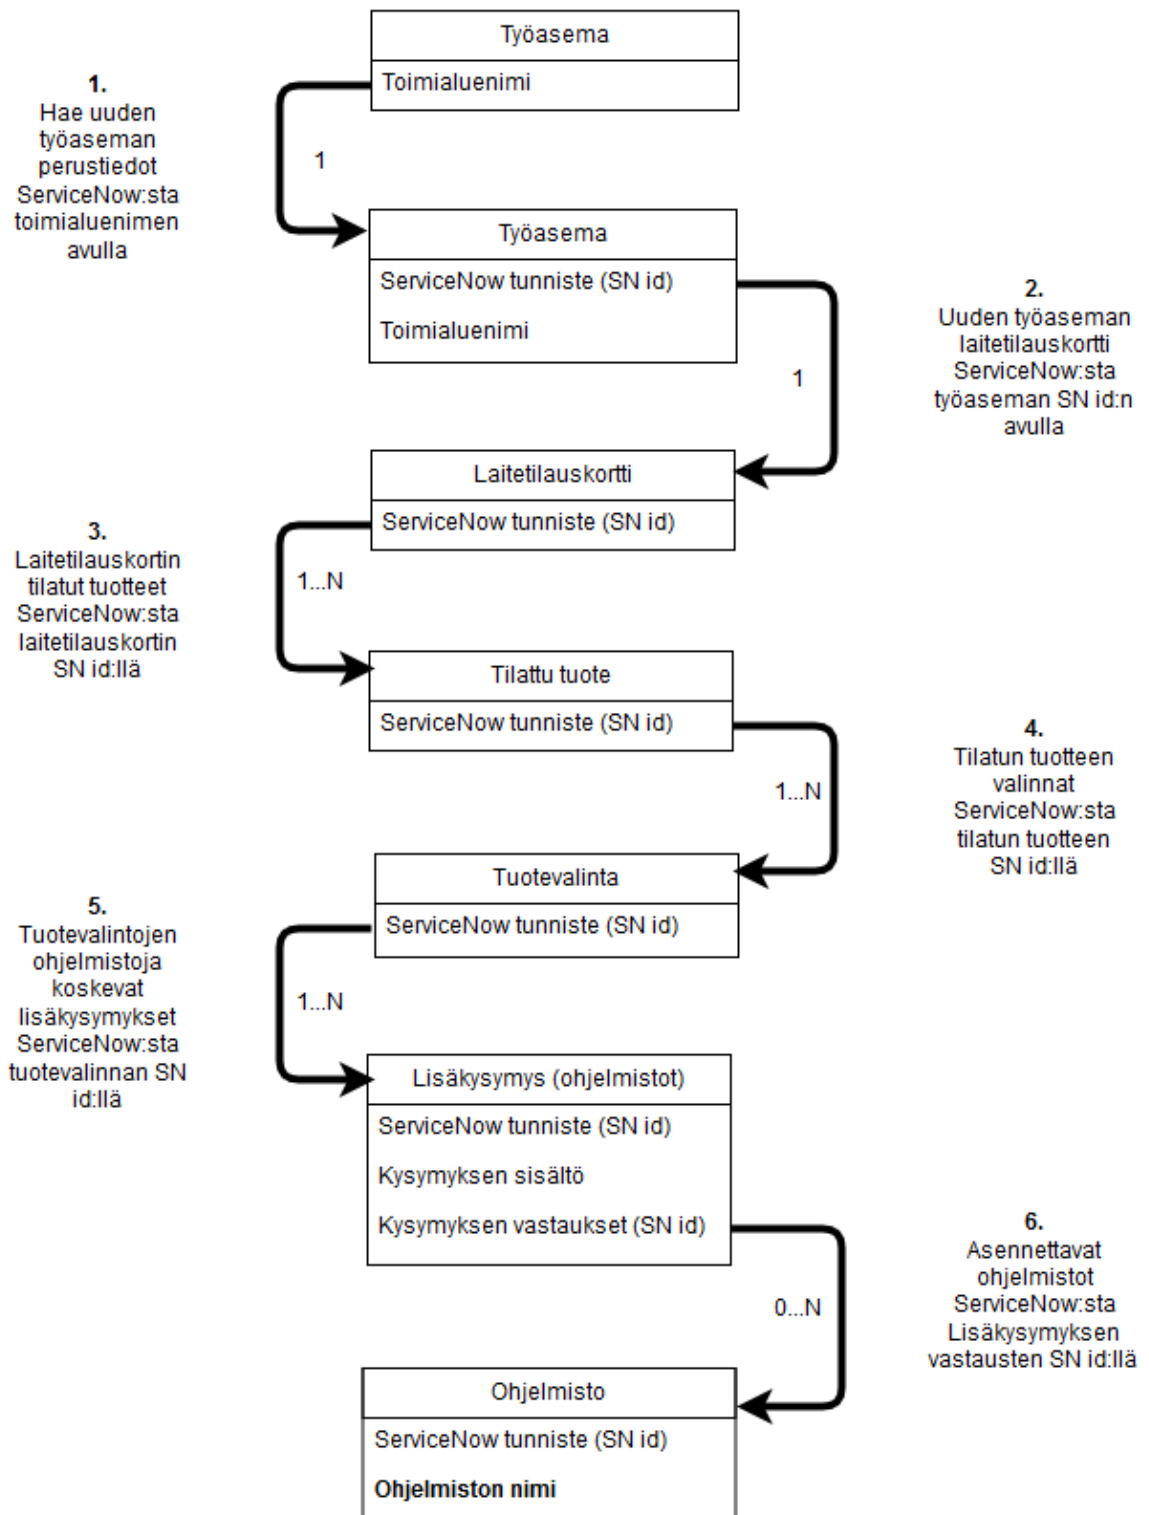 Työasema
Toimialuenimi
1.
Hae uuden
työaseman
perustiedot
ServiceNow:sta
toimialuenimen
avulla
1
Työasema
ServiceNow tunniste (SN id)
Toimialuenimi
2.
Uuden työaseman
laitetilauskortti
ServiceNow:sta
työaseman SN id:n
avulla
1
Laitetilauskortti
ServiceNow tunniste (SN id)
3.
Laitetilauskortin
tilatut tuotteet
ServiceNow:sta
laitetilauskortin
SN id:llä
1...N
Tilattu tuote
ServiceNow tunniste (SN id)
4.
Tilatun tuotteen
valinnat
ServiceNow:sta
tilatun tuotteen
SN id:llä
1...N
Tuotevalinta
ServiceNow tunniste (SN id)
5.
Tuotevalintojen
ohjelmistoja
koskevat
lisäkysymykset
ServiceNow:sta
tuotevalinnan SN
id:llä
1...N
Lisäkysymys (ohjelmistot)
ServiceNow tunniste (SN id)
Kysymyksen sisältö
Kysymyksen vastaukset (SN id)
6.
Asennettavat
ohjelmistot
ServiceNow:sta
Lisäkysymyksen
vastausten SN id:llä
0...N
Ohjelmisto
ServiceNow tunniste (SN id)
Ohjelmiston nimi